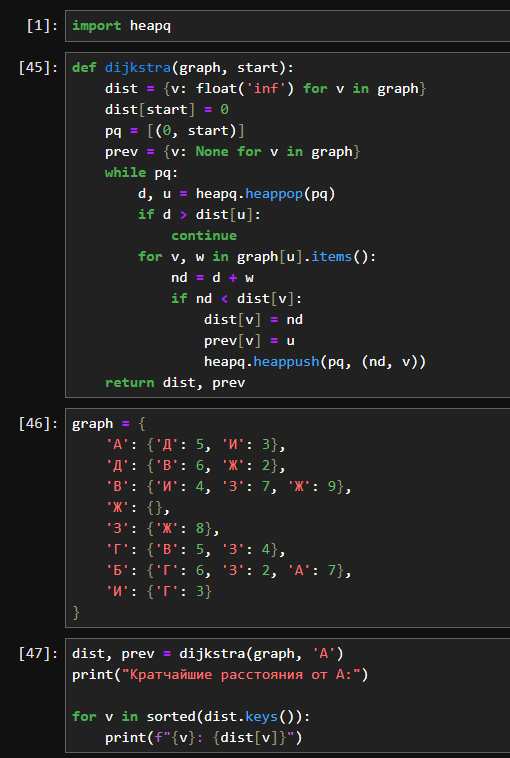 [1]: import heapq
[45]: def dijkstra(graph, start):
    dist = {v: float('inf') for v in graph}
    dist[start] = 0
    pq = [(0, start)]
    prev = {v: None for v in graph}
    while pq:
        d, u = heapq.heappop(pq)
        if d > dist[u]:
            continue
        for v, w in graph[u].items():
            nd = d + w
            if nd < dist[v]:
                dist[v] = nd
                prev[v] = u
                heapq.heappush(pq, (nd, v))
    return dist, prev
[46]: graph = {
    'А': {'Д': 5, 'И': 3},
    'Д': {'В': 6, 'Ж': 2},
    'В': {'И': 4, 'З': 7, 'Ж': 9},
    'Ж': {},
    'З': {'Ж': 8},
    'Г': {'В': 5, 'З': 4},
    'Б': {'Г': 6, 'З': 2, 'А': 7},
    'И': {'Г': 3}
}
[47]: dist, prev = dijkstra(graph, 'А')
print("Кратчайшие расстояния от А:")

for v in sorted(dist.keys()):
    print(f"{v}: {dist[v]}")